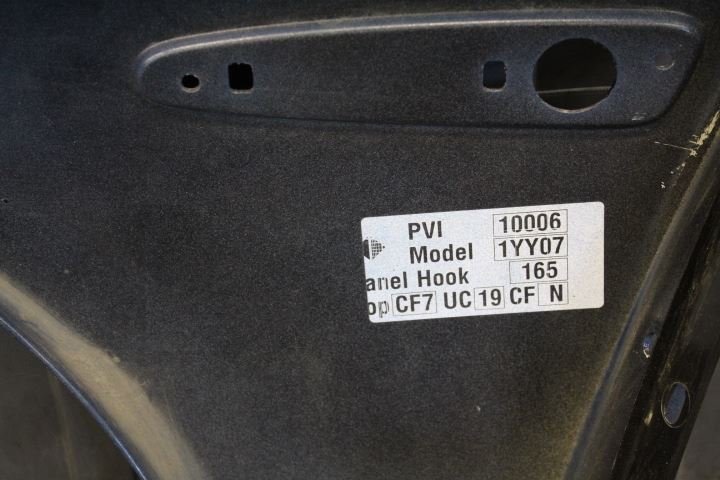 PVI 10006
Model 1YY07
anel Hook 165
op CF7 UC 19 CF N